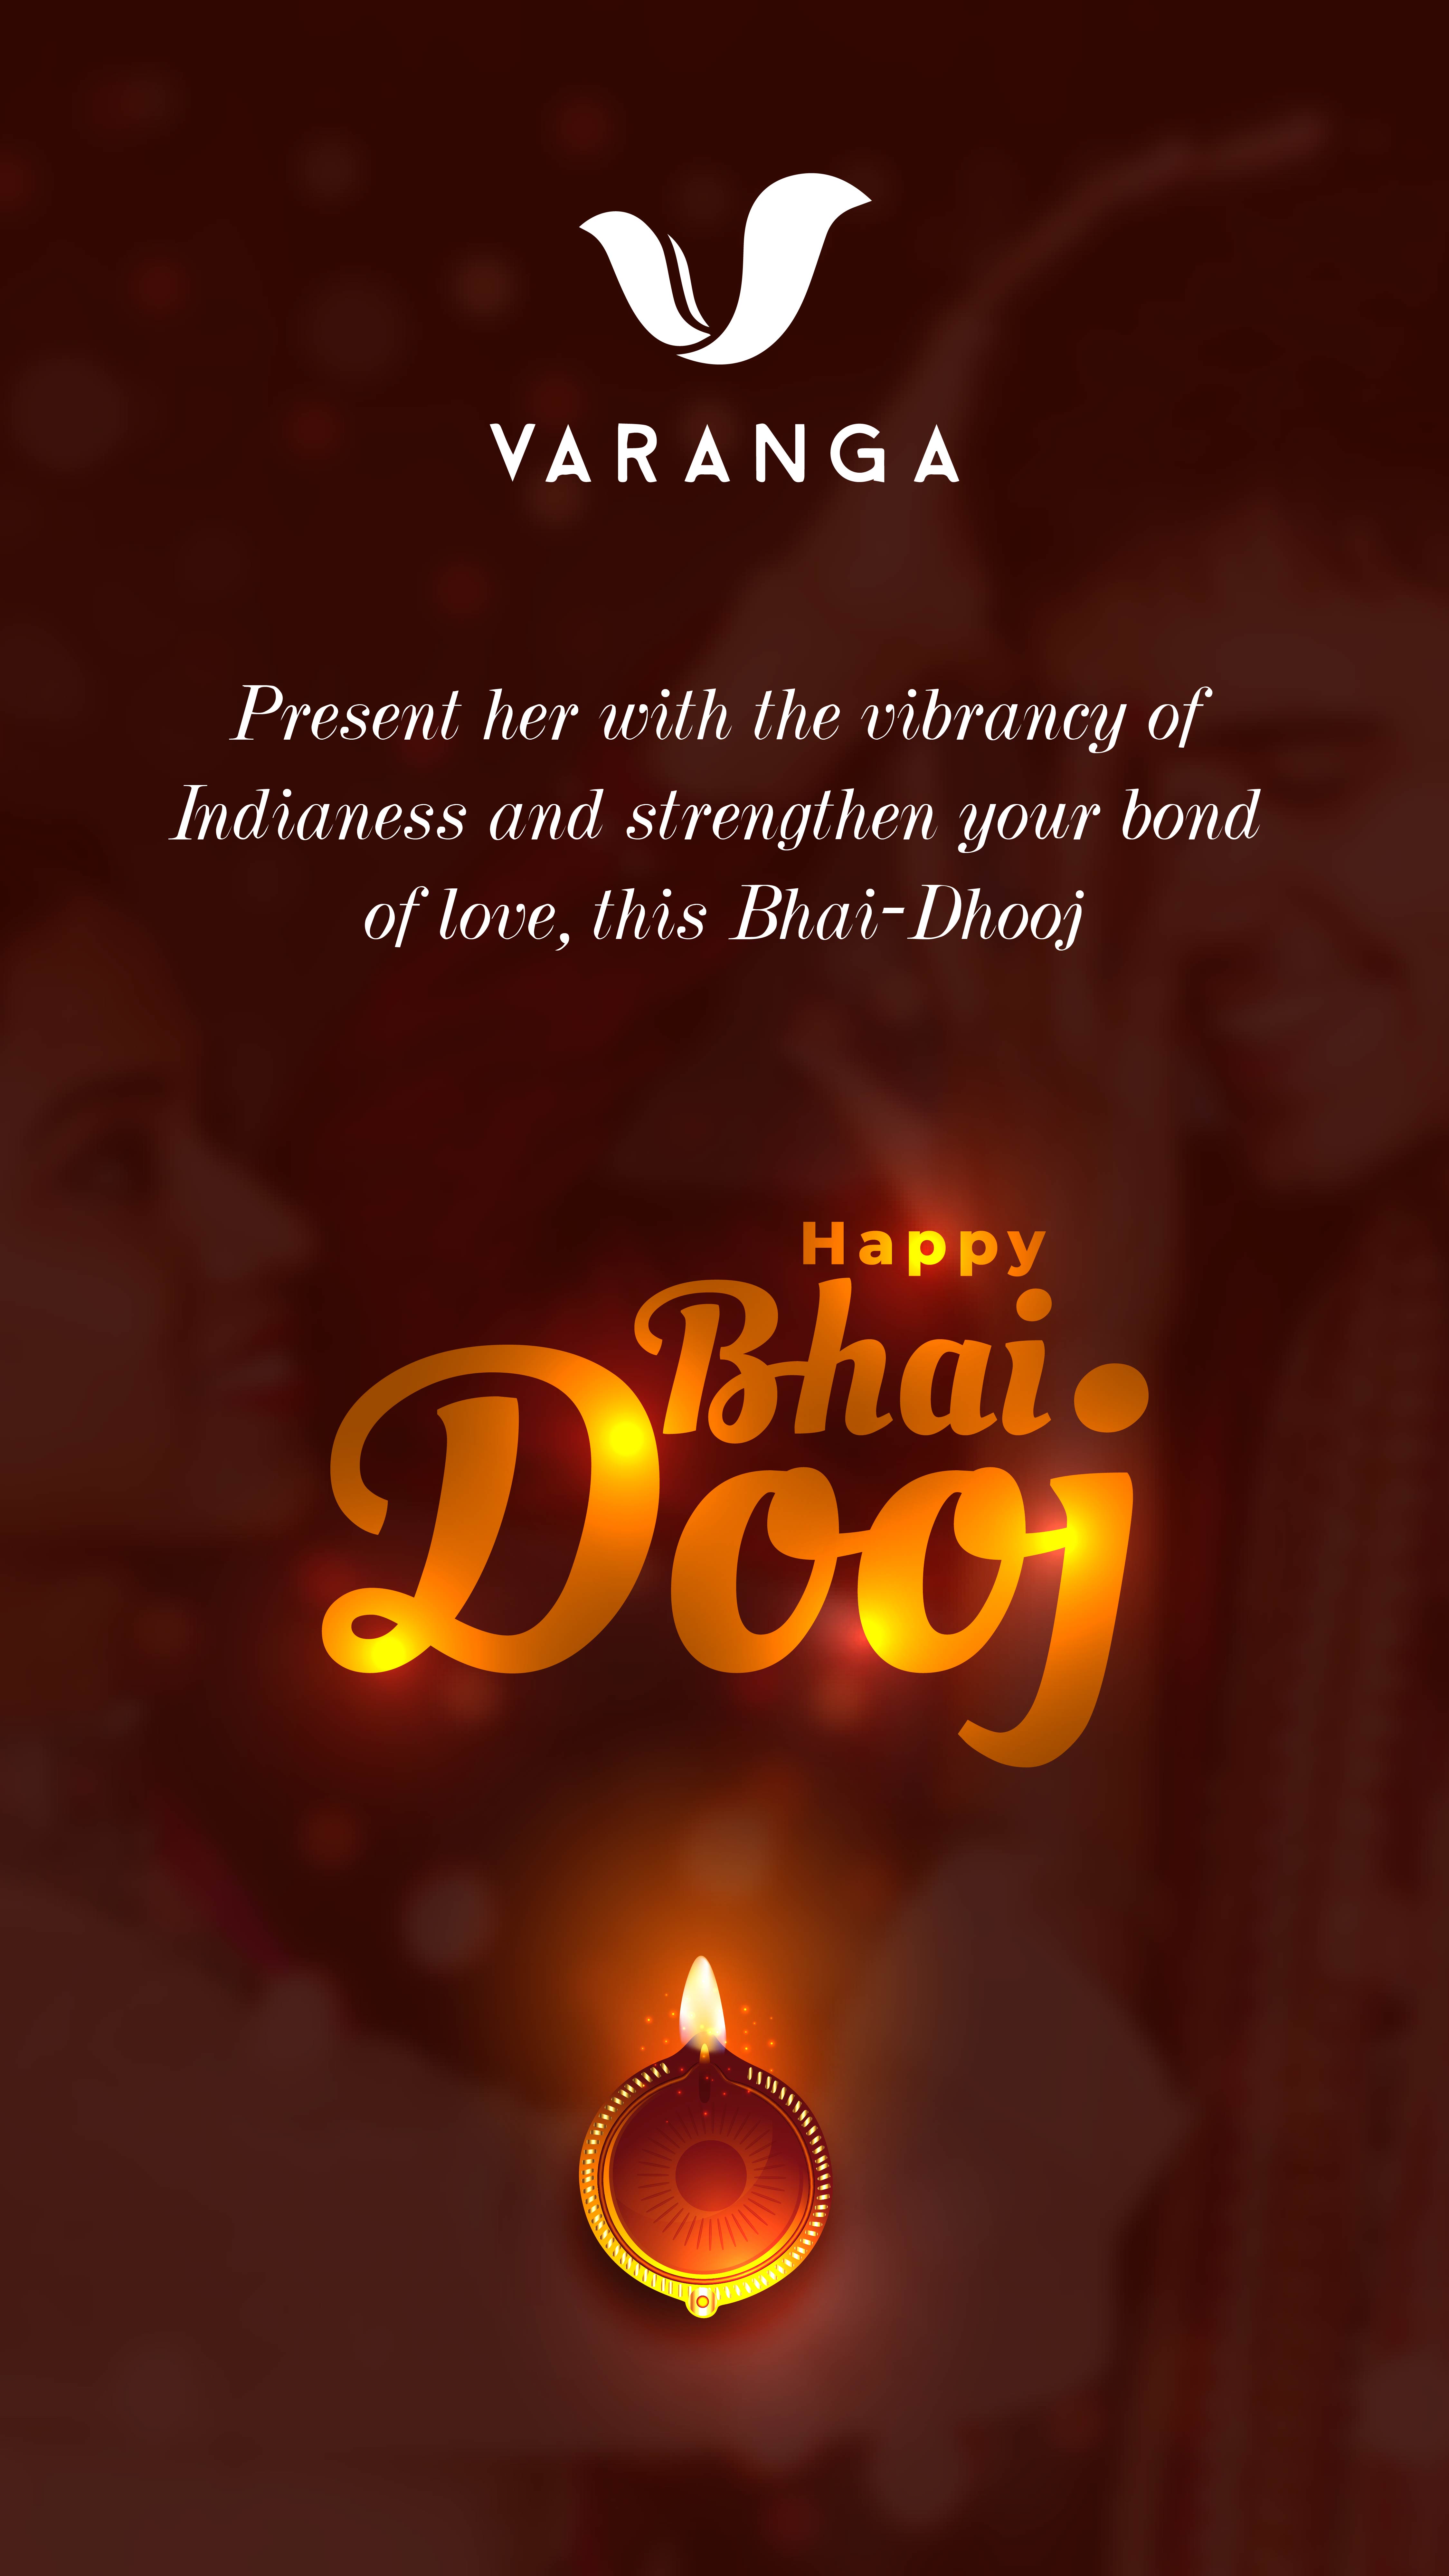 VARANGA
Present her with the vibrancy of
Indianess and strengthen your bond
of love, this Bhai-Dhooj
Happy
Bhai
Dooj